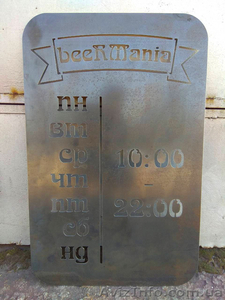 beeRMania
пн
вт
ср
чт
пт
сб
нд
10:00
–
22:00